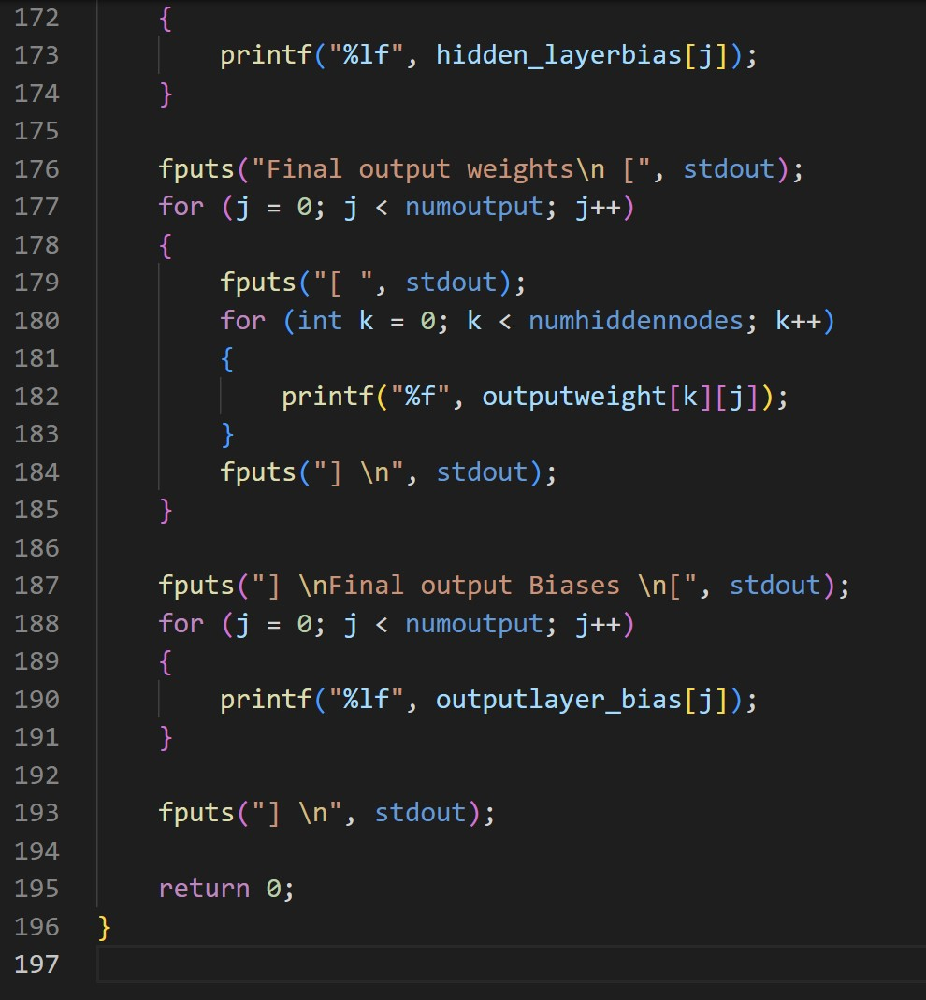 172 {
173 printf("%lf", hidden_layerbias[j]);
174 }
175
176 fputs("Final output weights\n [", stdout);
177 for (j = 0; j < numoutput; j++)
178 {
179 fputs("[ ", stdout);
180 for (int k = 0; k < numhiddennodes; k++)
181 {
182 printf("%f", outputweight[k][j]);
183 }
184 fputs("] \n", stdout);
185 }
186
187 fputs("] \nFinal output Biases \n[", stdout);
188 for (j = 0; j < numoutput; j++)
189 {
190 printf("%lf", outputlayer_bias[j]);
191 }
192
193 fputs("] \n", stdout);
194
195 return 0;
196 }
197